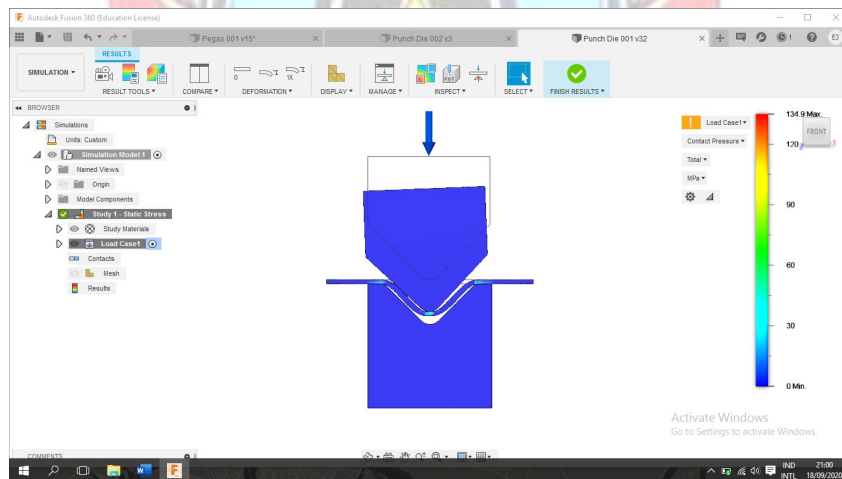 Autodesk Fusion 360 (Education License)
Pegas 001 v15*
Punch Die 002 v3
Punch Die 001 v32
1
RESULTS
SIMULATION
0
1X
RESULT TOOLS
COMPARE
DEFORMATION
DISPLAY
MANAGE
INSPECT
SELECT
FINISH RESULTS
BROWSER
Simulations
Units: Custom
Simulation Model 1
Named Views
Origin
Model Components
Study 1 - Static Stress
Study Materials
Load Case1
Contacts
Mesh
Results
Load Case1
Contact Pressure
Total
MPa
134.9 Max.
120
90
60
30
0 Min.
FRONT
Z
X
Activate Windows
Go to Settings to activate Windows.
COMMENTS
IND
INTL
21:00
18/09/2020